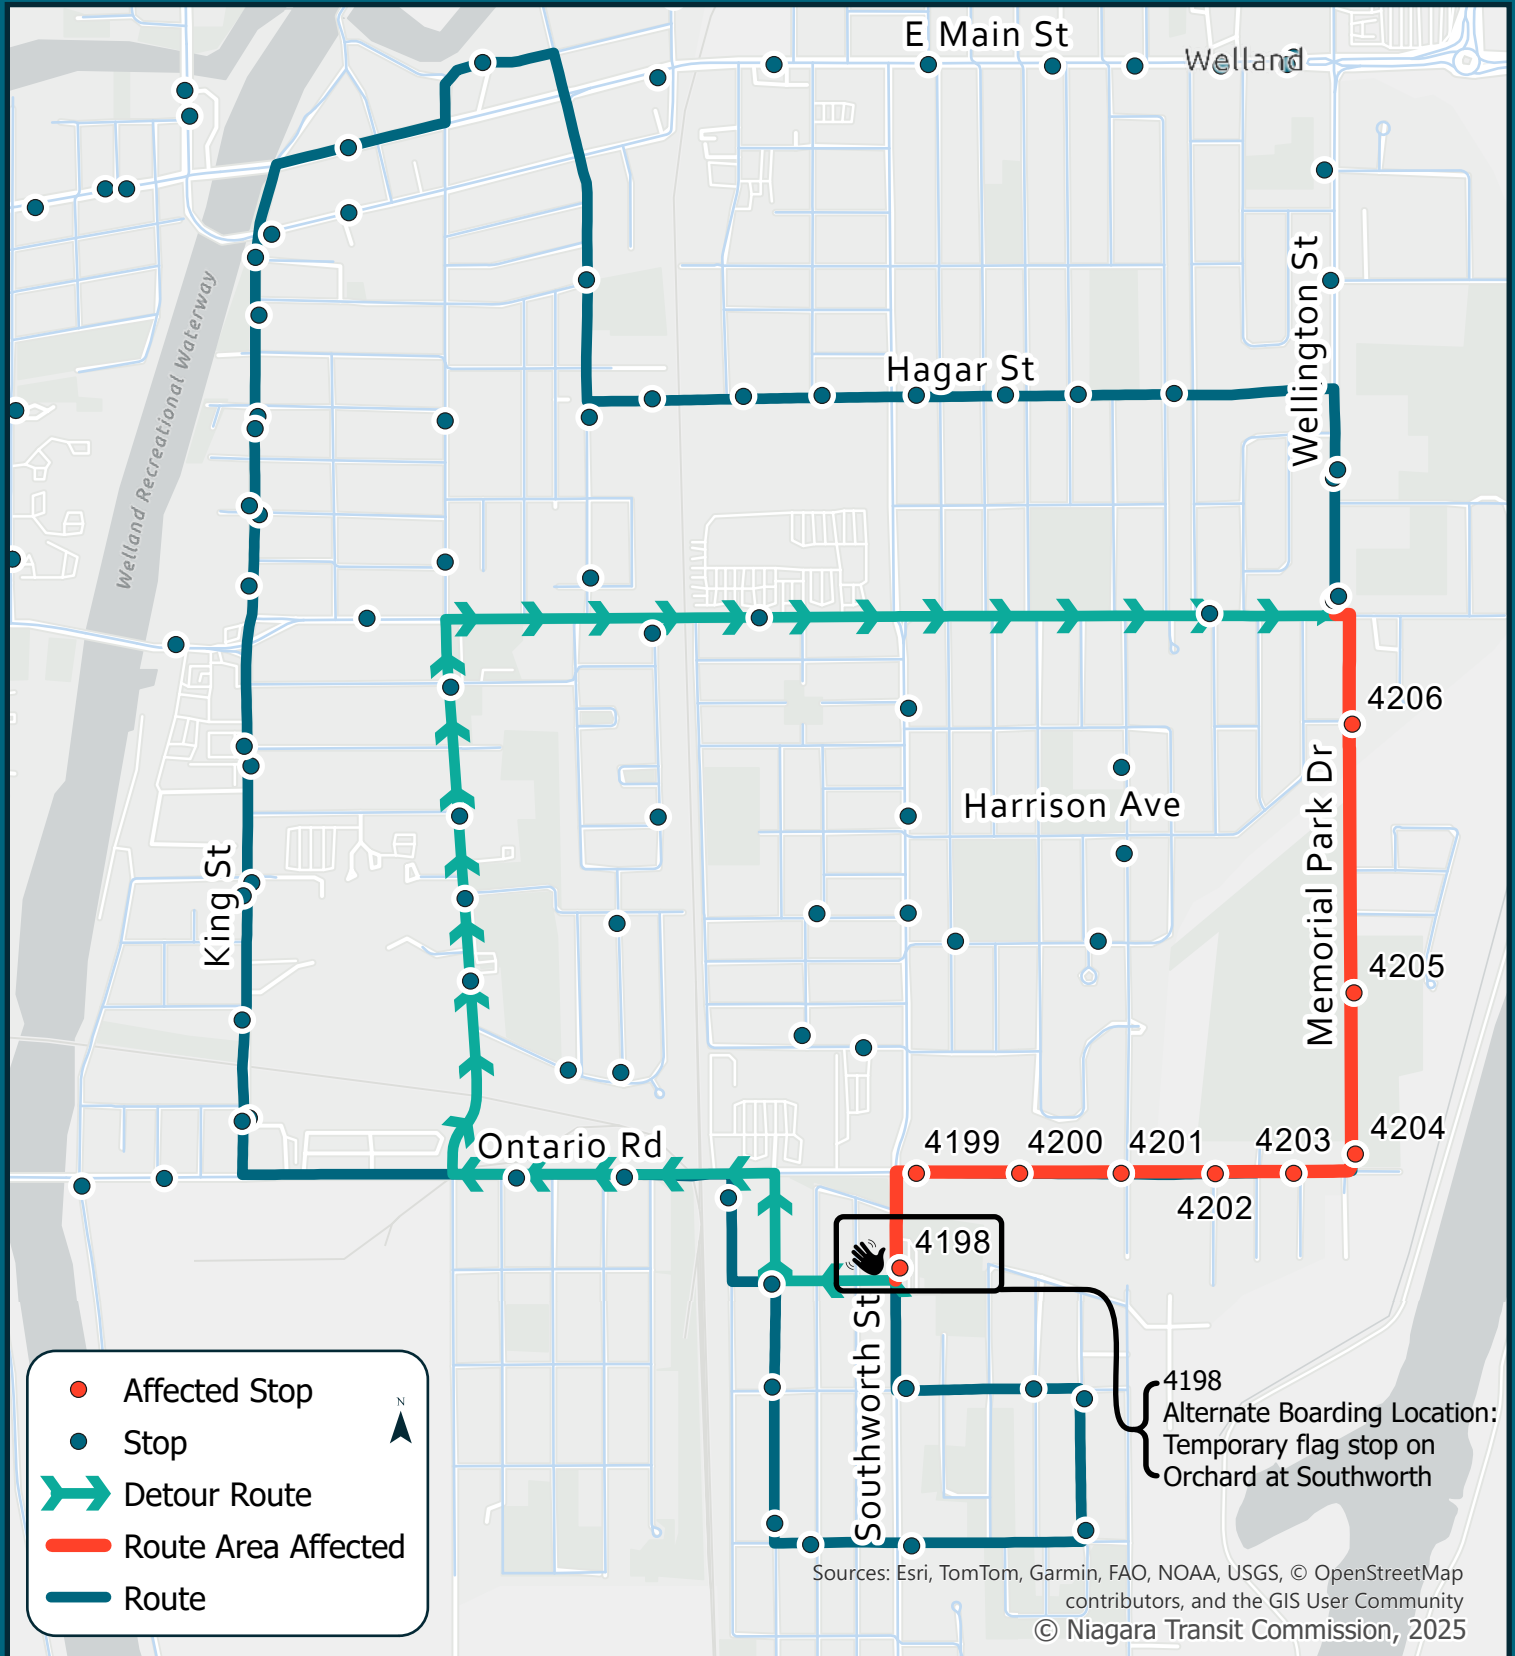 E Main St
Welland
Welland Recreational Waterway
Wellington St
Hagar St
4206
Harrison Ave
Memorial Park Dr
King St
4205
Ontario Rd
4199
4200
4201
4203
4204
4202
4198
Southworth St
4198
Alternate Boarding Location:
Temporary flag stop on
Orchard at Southworth
N
Affected Stop
Stop
Detour Route
Route Area Affected
Route
Sources: Esri, TomTom, Garmin, FAO, NOAA, USGS, © OpenStreetMap
contributors, and the GIS User Community
© Niagara Transit Commission, 2025